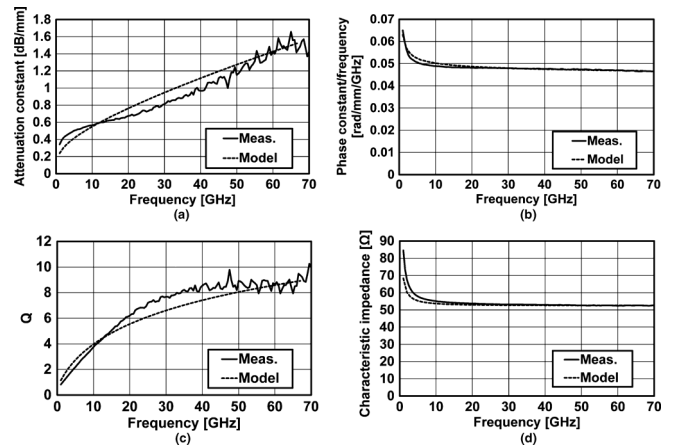 Attenuation constant [dB/mm]
1.8
1.6
1.4
1.2
1
0.8
0.6
0.4
0.2
0
Meas.
Model
0 10 20 30 40 50 60 70
Frequency [GHz]
(a)
Phase constant/frequency
[rad/mm/GHz]
0.07
0.06
0.05
0.04
0.03
0.02
0.01
0
Meas.
Model
0 10 20 30 40 50 60 70
Frequency [GHz]
(b)
Q
12
10
8
6
4
2
0
Meas.
Model
0 10 20 30 40 50 60 70
Frequency [GHz]
(c)
Characteristic impedance [Ω]
90
80
70
60
50
40
30
20
10
0
Meas.
Model
0 10 20 30 40 50 60 70
Frequency [GHz]
(d)